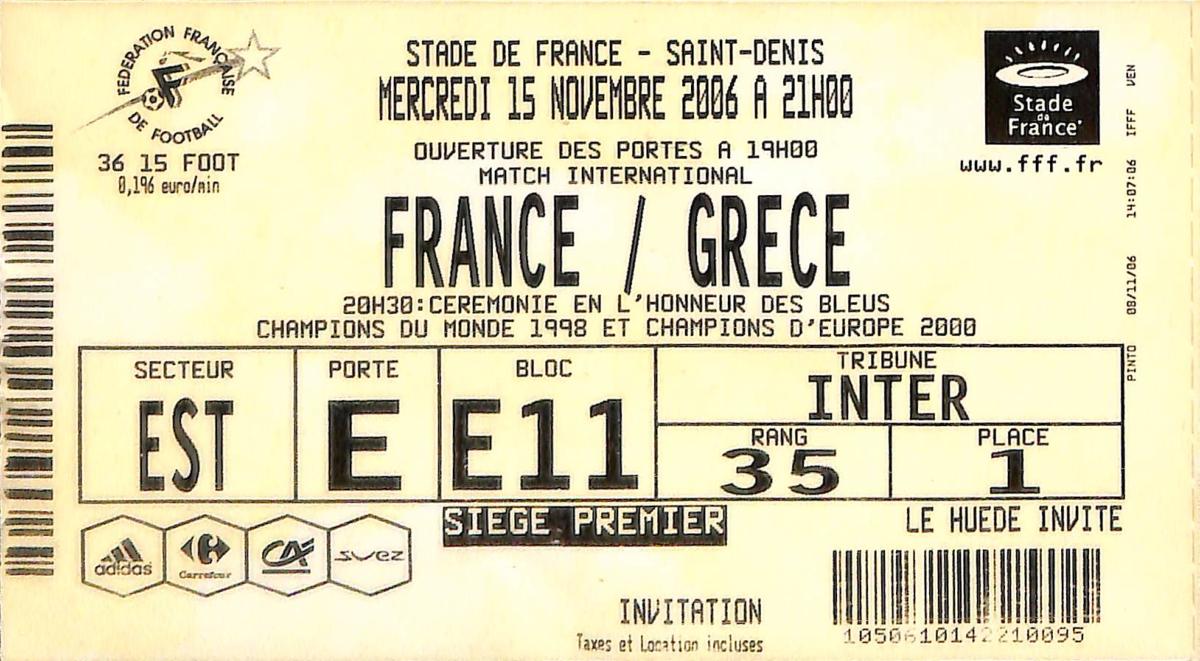 FEDERATION FRANÇAISE
DE FOOTBALL
36 15 FOOT
0,196 euro/min
STADE DE FRANCE - SAINT-DENIS
MERCREDI 15 NOVEMBRE 2006 A 21H00
OUVERTURE DES PORTES A 19H00
MATCH INTERNATIONAL
FRANCE / GRECE
20H30:CEREMONIE EN L'HONNEUR DES BLEUS
CHAMPIONS DU MONDE 1998 ET CHAMPIONS D'EUROPE 2000
Stade
de
France
www.fff.fr
PINTO 08/11/06 14:07:06 IFFF VEN
SECTEUR
EST
PORTE
E
BLOC
E11
TRIBUNE
INTER
RANG
35
PLACE
1
SIEGE PREMIER
LE HUEDE INVITE
adidas
Carrefour
CA
SUEZ
INVITATION
Taxes et Location incluses
1050610142210095